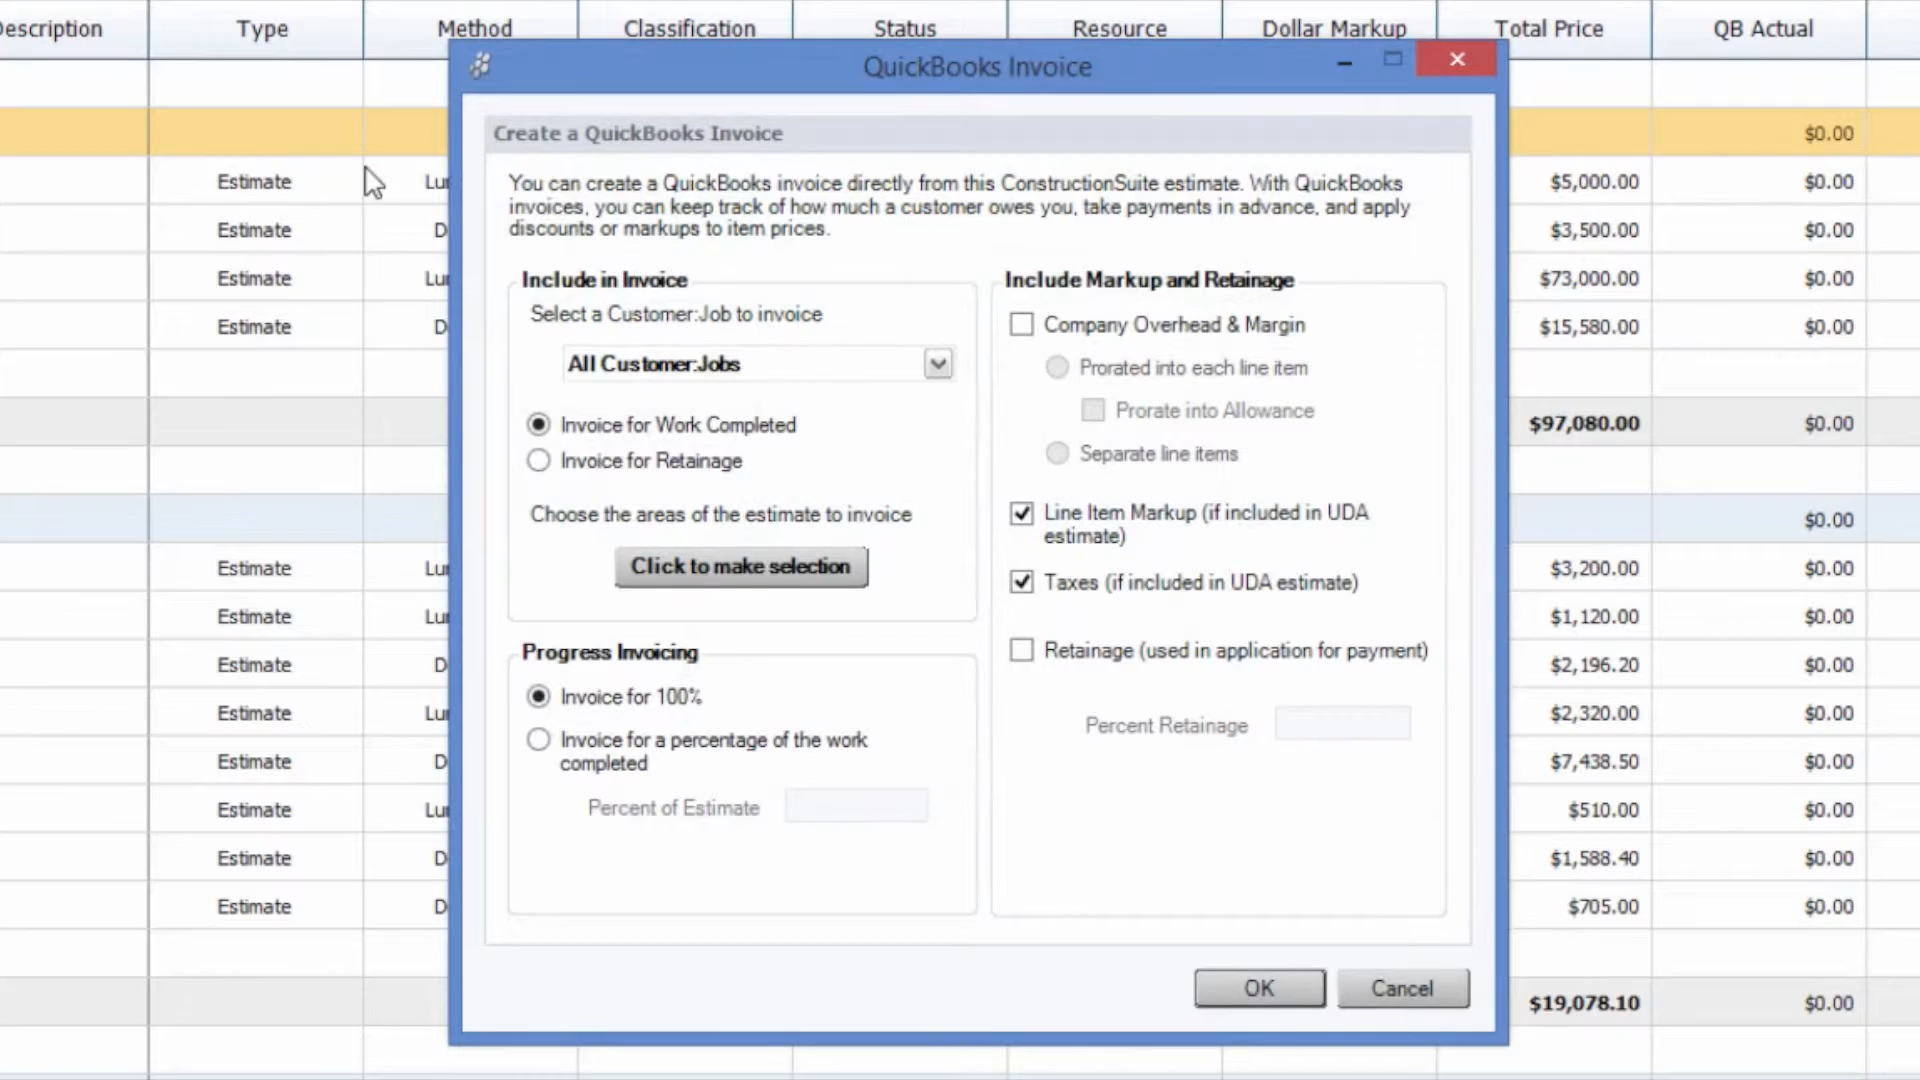 Description Type Method Classification Status Resource Dollar Markup Total Price QB Actual
QuickBooks Invoice
Create a QuickBooks Invoice
You can create a QuickBooks invoice directly from this ConstructionSuite estimate. With QuickBooks
invoices, you can keep track of how much a customer owes you, take payments in advance, and apply
discounts or markups to item prices.
Include in Invoice
Select a Customer:Job to invoice
All Customer:Jobs
Invoice for Work Completed
Invoice for Retainage
Choose the areas of the estimate to invoice
Click to make selection
Progress Invoicing
Invoice for 100%
Invoice for a percentage of the work
completed
Percent of Estimate
Include Markup and Retainage
Company Overhead & Margin
Prorated into each line item
Prorate into Allowance
Separate line items
Line Item Markup (if included in UDA
estimate)
Taxes (if included in UDA estimate)
Retainage (used in application for payment)
Percent Retainage
OK Cancel
$0.00
Estimate Lu $5,000.00 $0.00
Estimate D $3,500.00 $0.00
Estimate Lu $73,000.00 $0.00
Estimate D $15,580.00 $0.00
$97,080.00 $0.00
$0.00
Estimate Lu $3,200.00 $0.00
Estimate Lu $1,120.00 $0.00
Estimate D $2,196.20 $0.00
Estimate Lu $2,320.00 $0.00
Estimate D $7,438.50 $0.00
Estimate Lu $510.00 $0.00
Estimate D $1,588.40 $0.00
Estimate D $705.00 $0.00
$19,078.10 $0.00